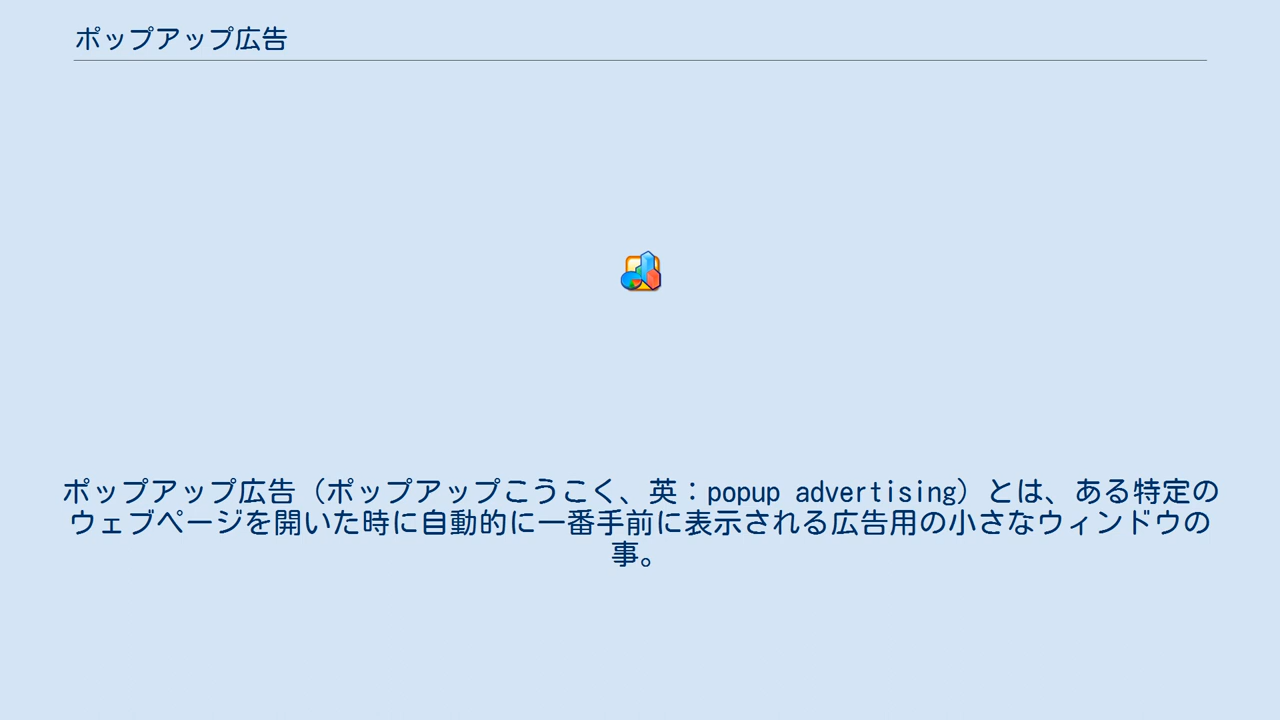 ポップアップ広告
ポップアップ広告（ポップアップこうこく、英：popup advertising）とは、ある特定の
ウェブページを開いた時に自動的に一番手前に表示される広告用の小さなウィンドウの
事。